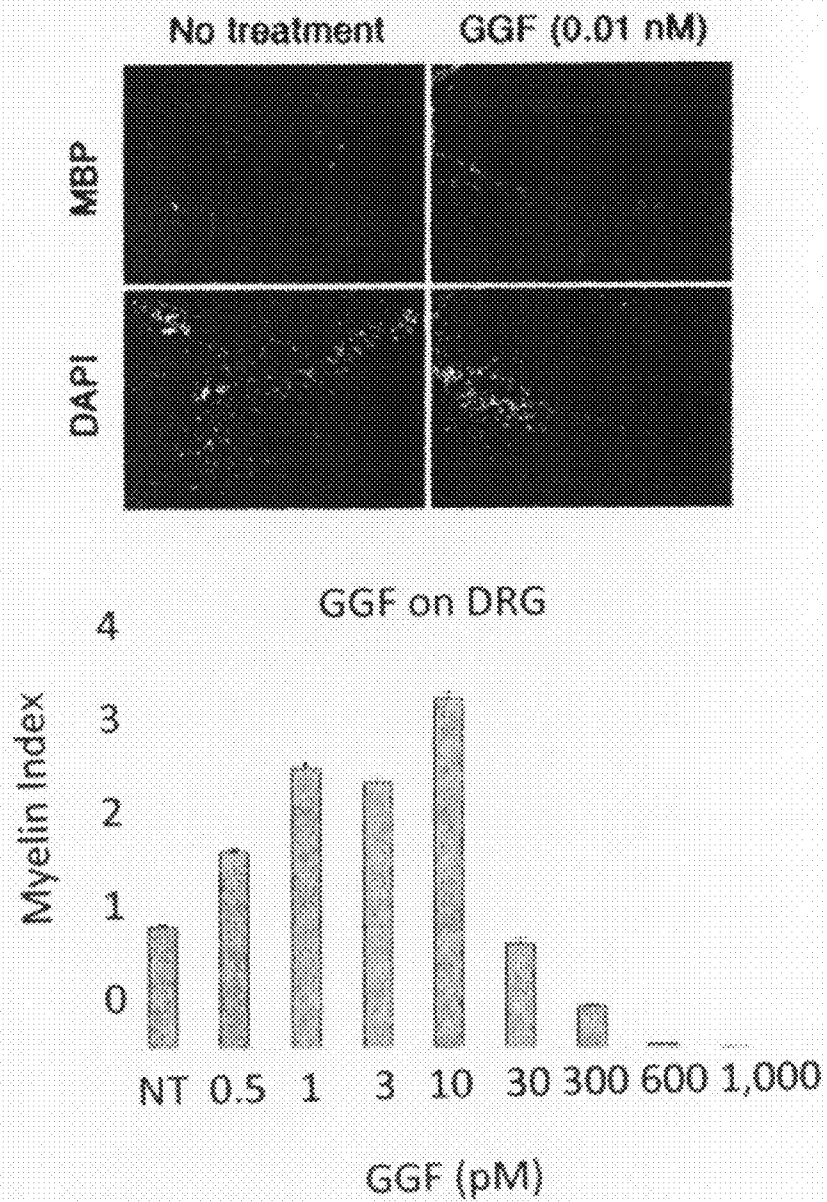 No treatment GGF (0.01 nM)
MBP
DAPI
GGF on DRG
Myelin Index
4
3
2
1
0
NT 0.5 1 3 10 30 300 600 1,000
GGF (pM)